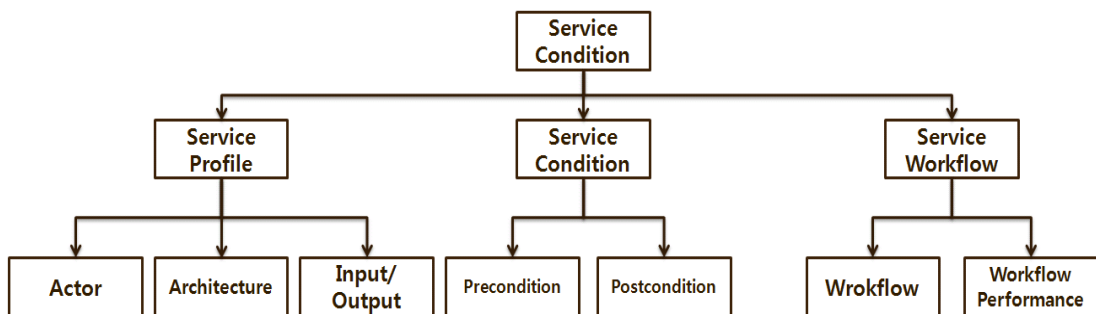 Service
Condition
Service
Profile
Service
Condition
Service
Workflow
Actor
Architecture
Input/
Output
Precondition
Postcondition
Wrokflow
Workflow
Performance